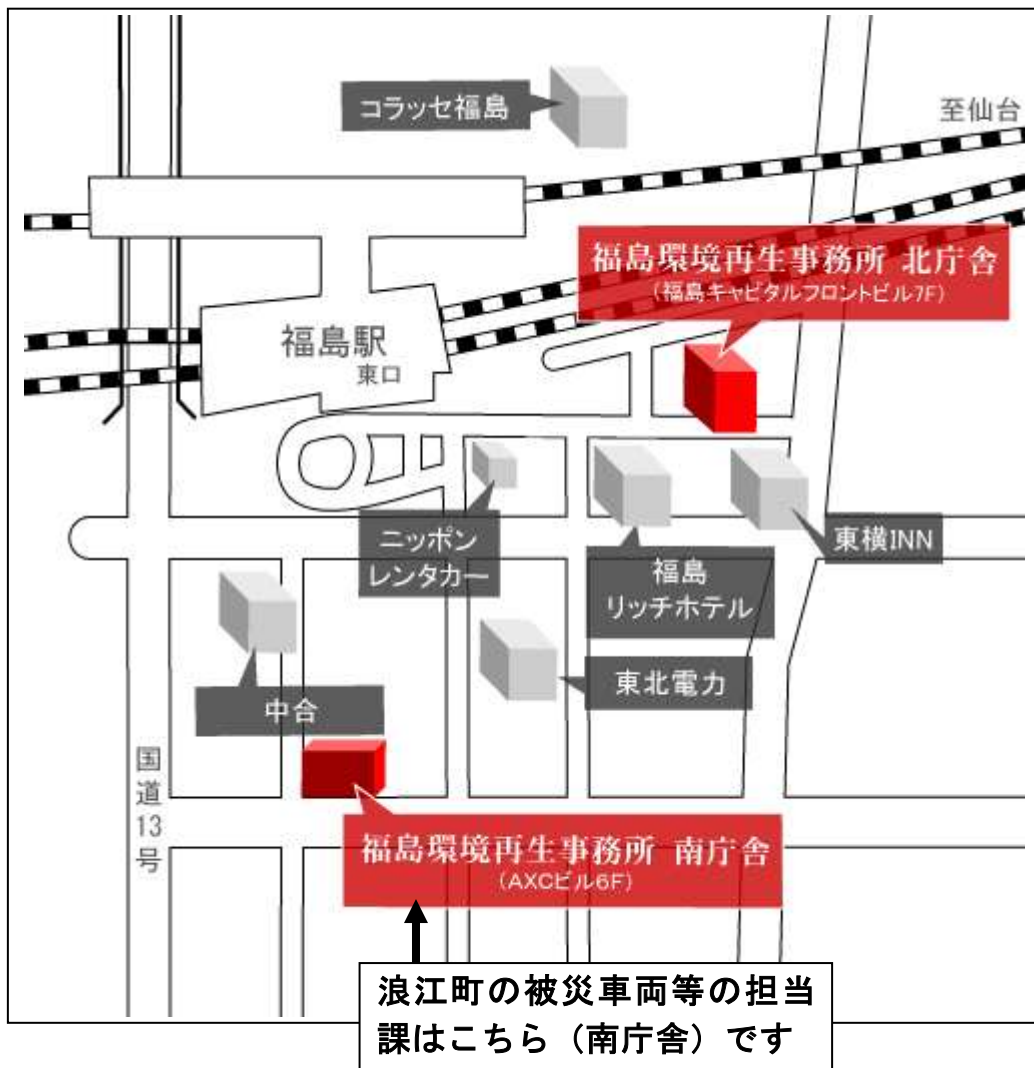 コラッセ福島
至仙台
福島環境再生事務所 北庁舎
(福島キャピタルフロントビル7F)
福島駅
東口
ニッポン
レンタカー
福島
リッチホテル
東横INN
東北電力
中合
国道13号
福島環境再生事務所 南庁舎
(AXCビル6F)
浪江町の被災車両等の担当
課はこちら（南庁舎）です